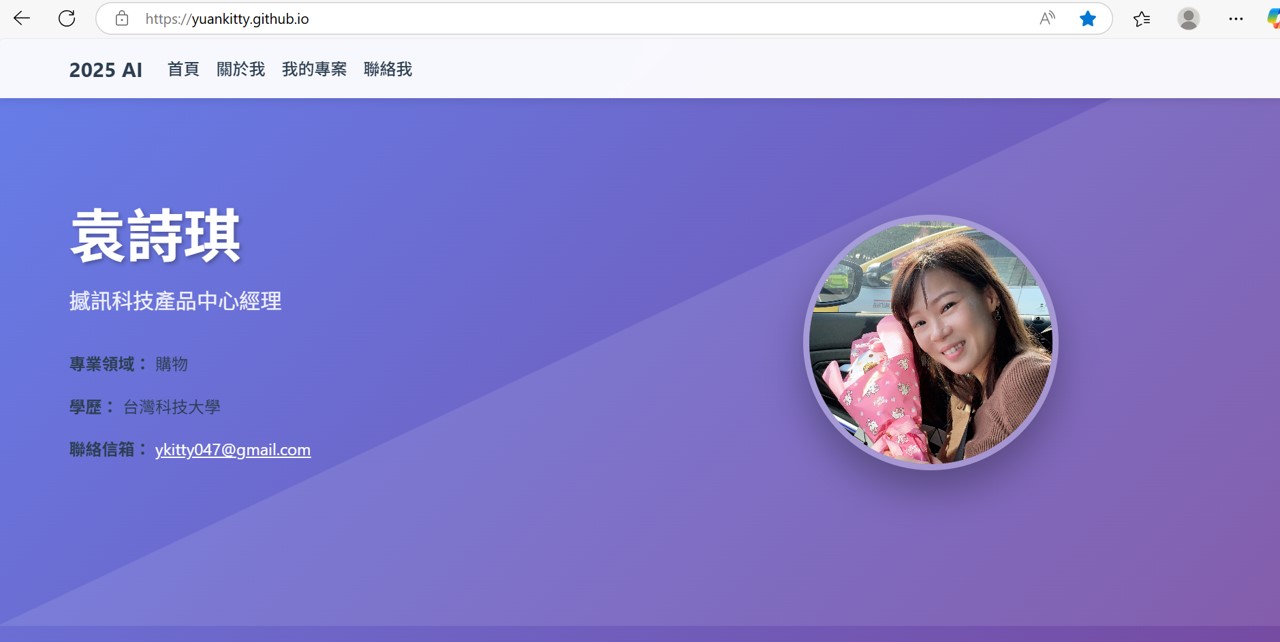 https://yuankitty.github.io
2025 AI 首頁 關於我 我的專案 聯絡我
袁詩琪
撼訊科技產品中心經理
專業領域： 購物
學歷： 台灣科技大學
聯絡信箱： ykitty047@gmail.com